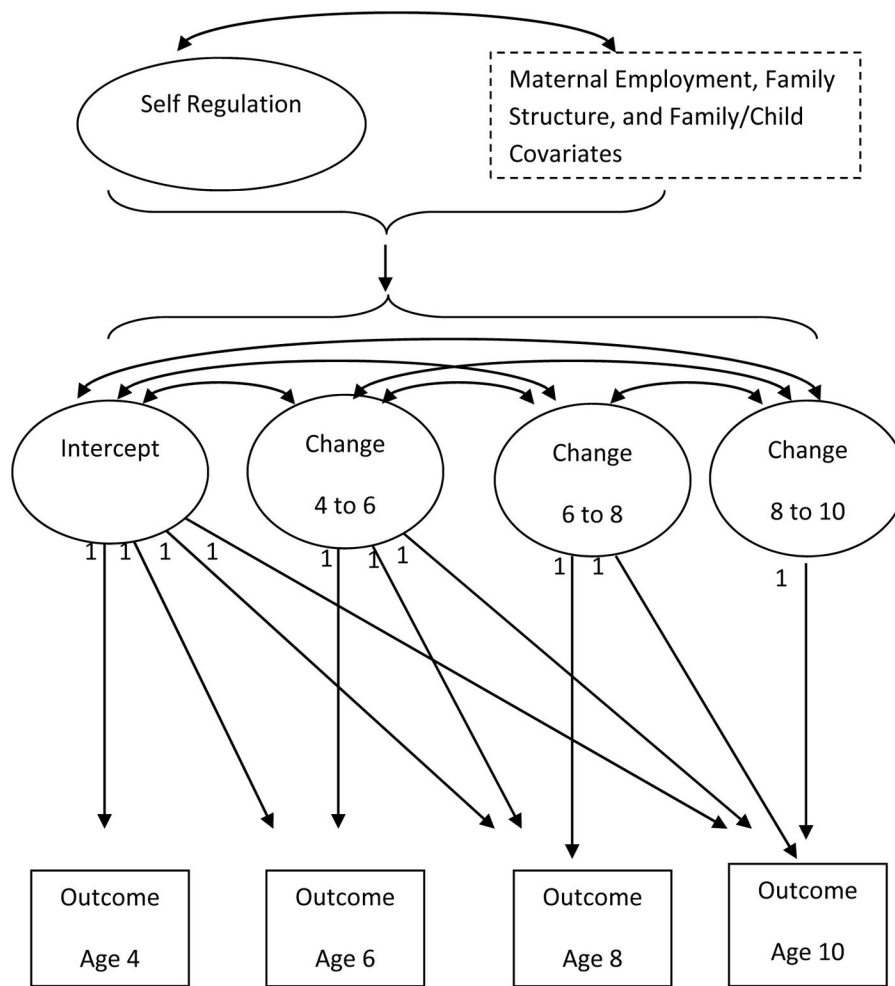 Self Regulation
Maternal Employment, Family
Structure, and Family/Child
Covariates
Intercept
Change
4 to 6
Change
6 to 8
Change
8 to 10
1 1 1 1
1 1 1
1 1
1
Outcome
Age 4
Outcome
Age 6
Outcome
Age 8
Outcome
Age 10